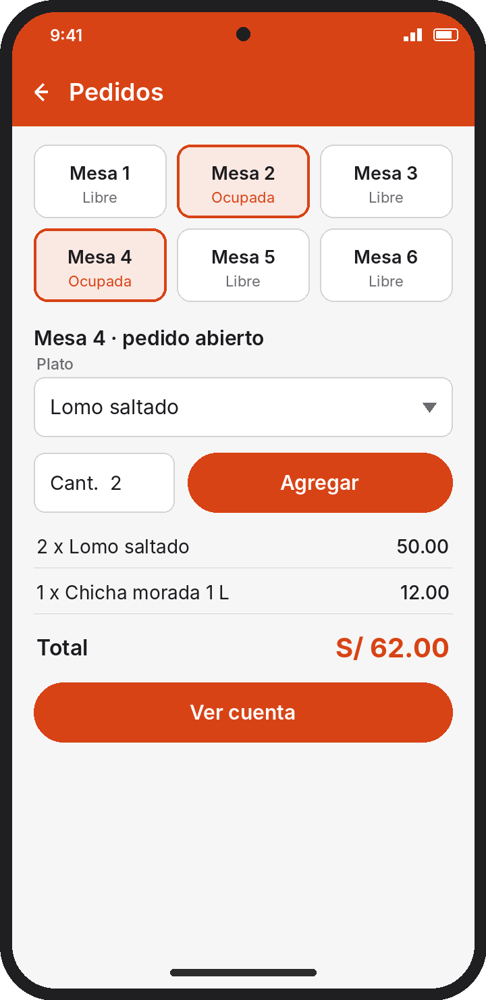 9:41
Pedidos
Mesa 1 Mesa 2 Mesa 3
Libre Ocupada Libre
Mesa 4 Mesa 5 Mesa 6
Ocupada Libre Libre
Mesa 4 · pedido abierto
Plato
Lomo saltado
Cant. 2 Agregar
2 x Lomo saltado 50.00
1 x Chicha morada 1 L 12.00
Total S/ 62.00
Ver cuenta